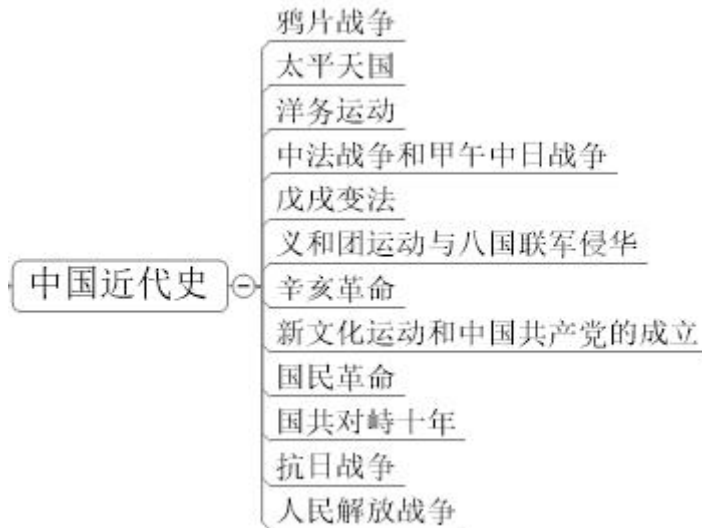 鸦片战争
太平天国
洋务运动
中法战争和甲午中日战争
戊戌变法
义和团运动与八国联军侵华
中国近代史
辛亥革命
新文化运动和中国共产党的成立
国民革命
国共对峙十年
抗日战争
人民解放战争